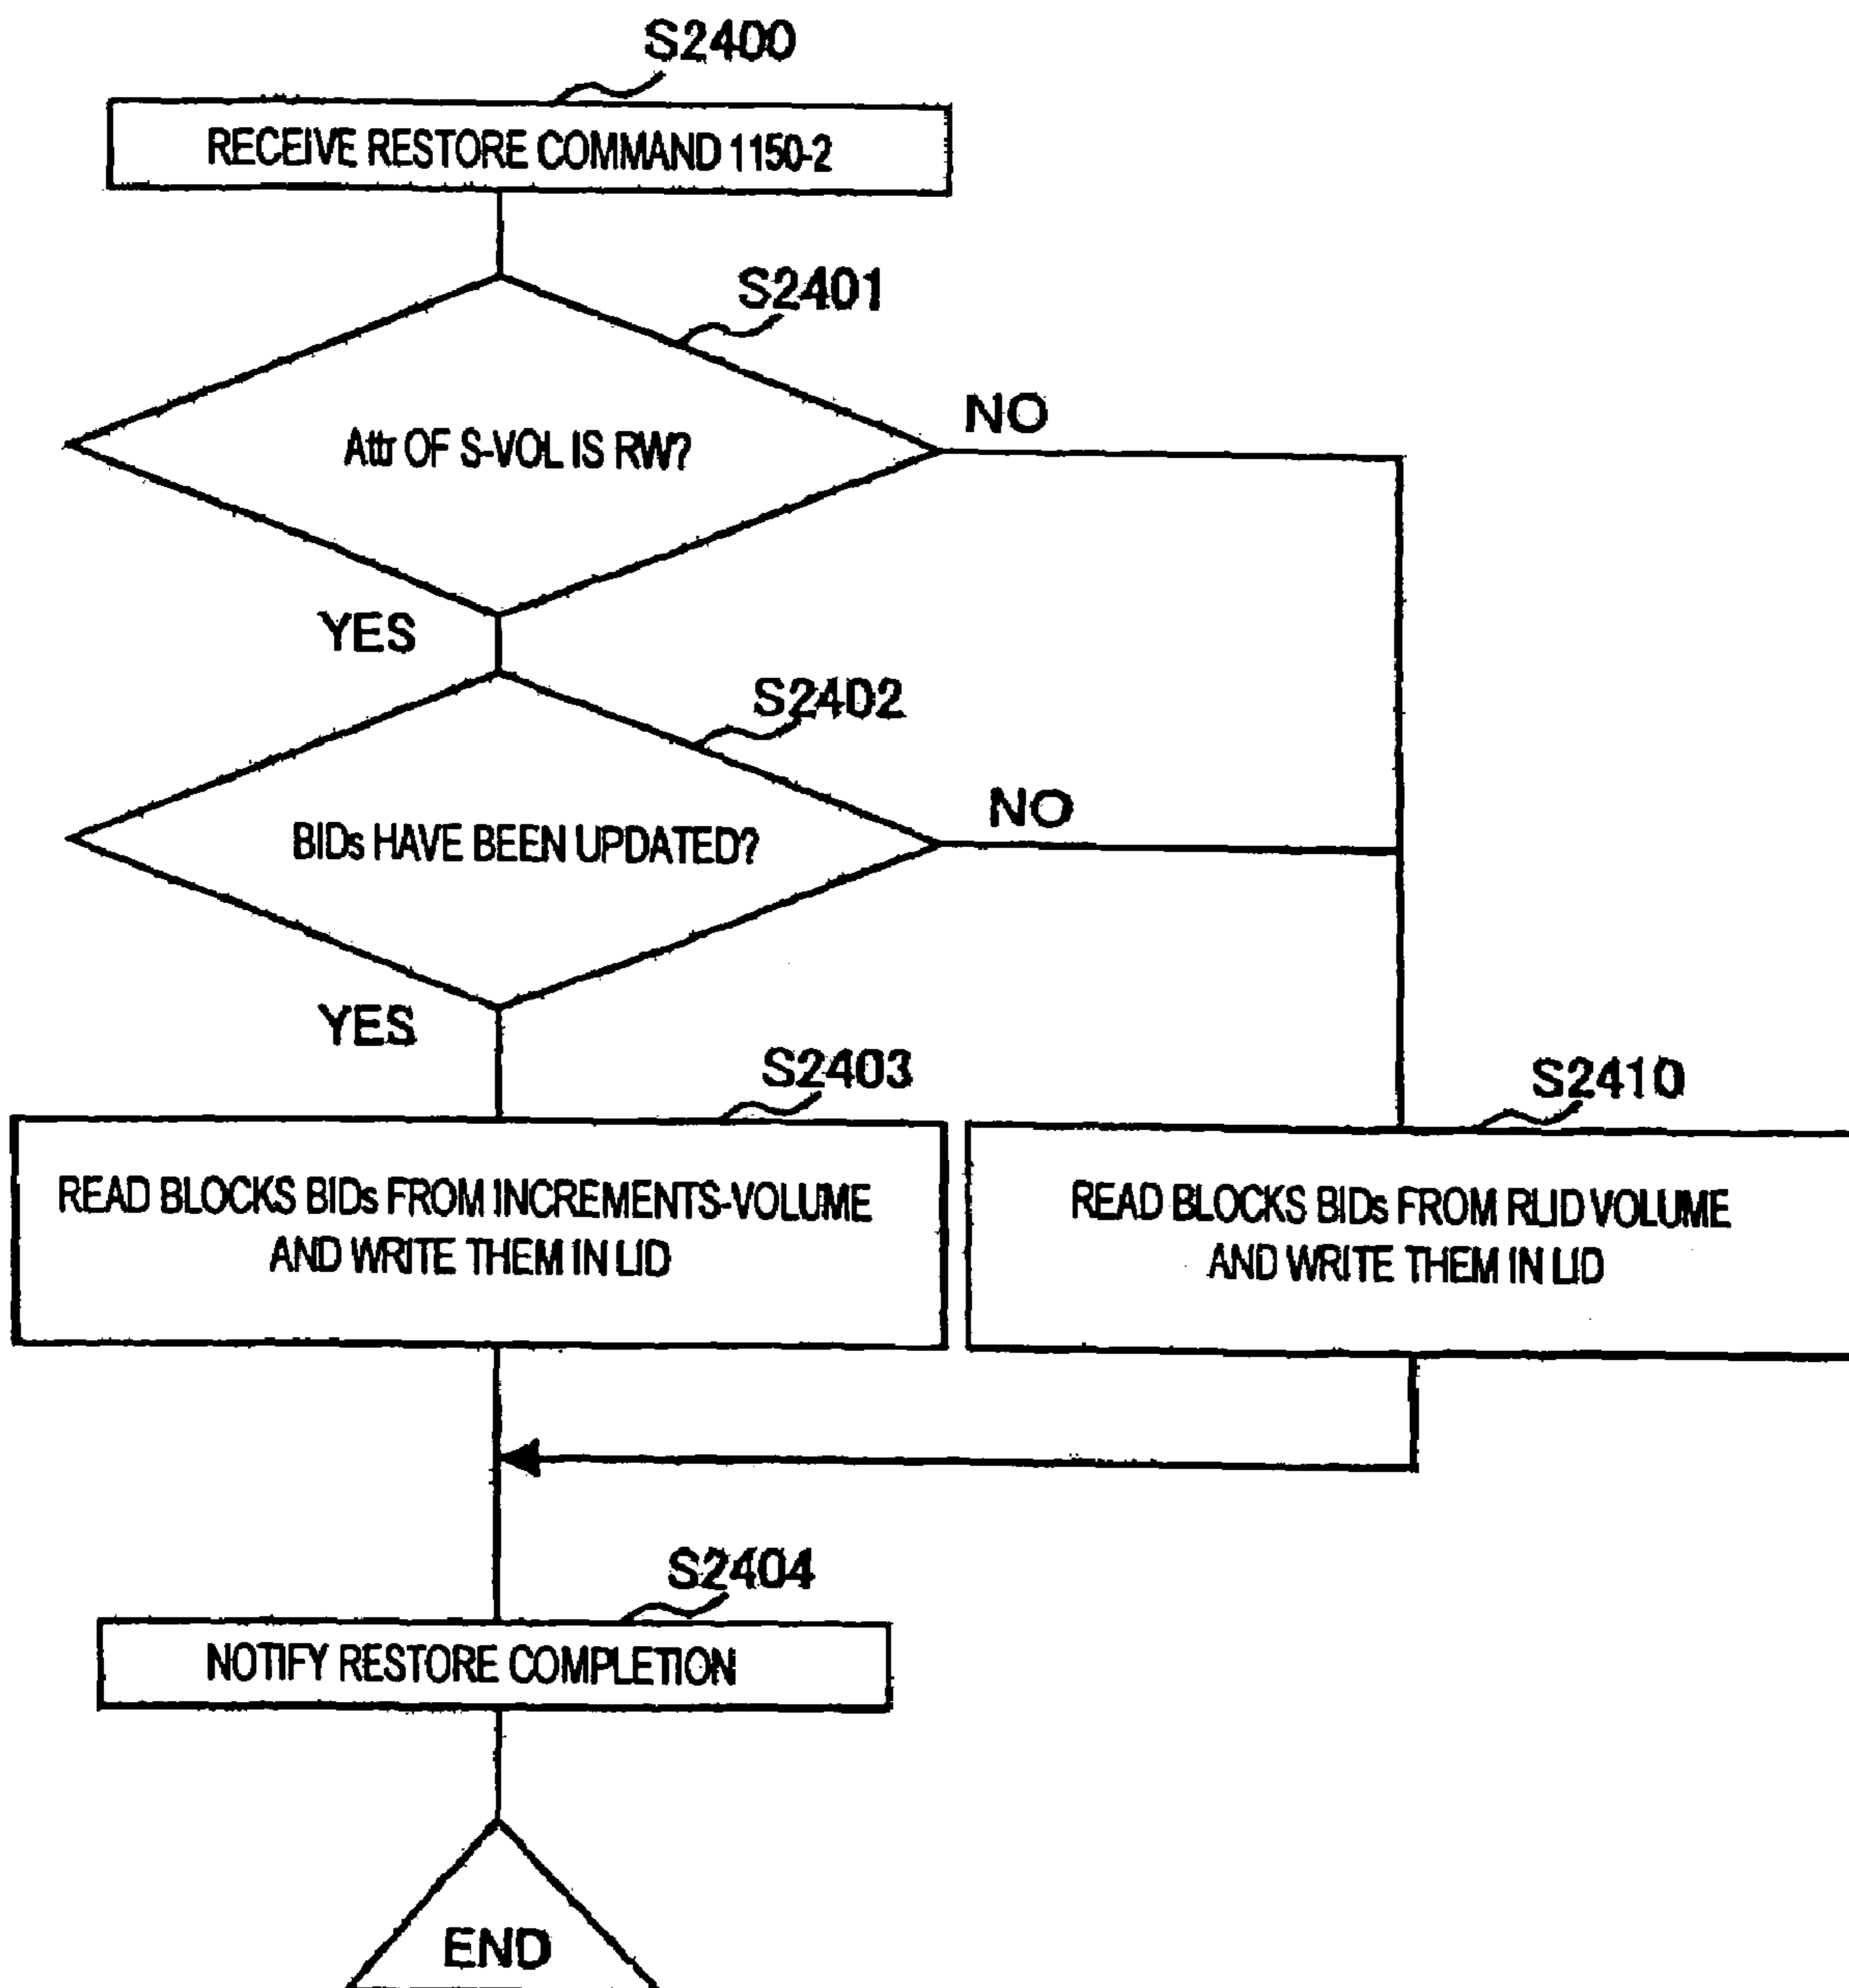 S2400
RECEIVE RESTORE COMMAND 1150-2
S2401
Attr OF S-VOL IS RW?
NO
YES
S2402
BIDs HAVE BEEN UPDATED?
NO
YES
S2403
READ BLOCKS BIDs FROM INCREMENTS-VOLUME
AND WRITE THEM IN LID
S2410
READ BLOCKS BIDs FROM RLID VOLUME
AND WRITE THEM IN LID
S2404
NOTIFY RESTORE COMPLETION
END